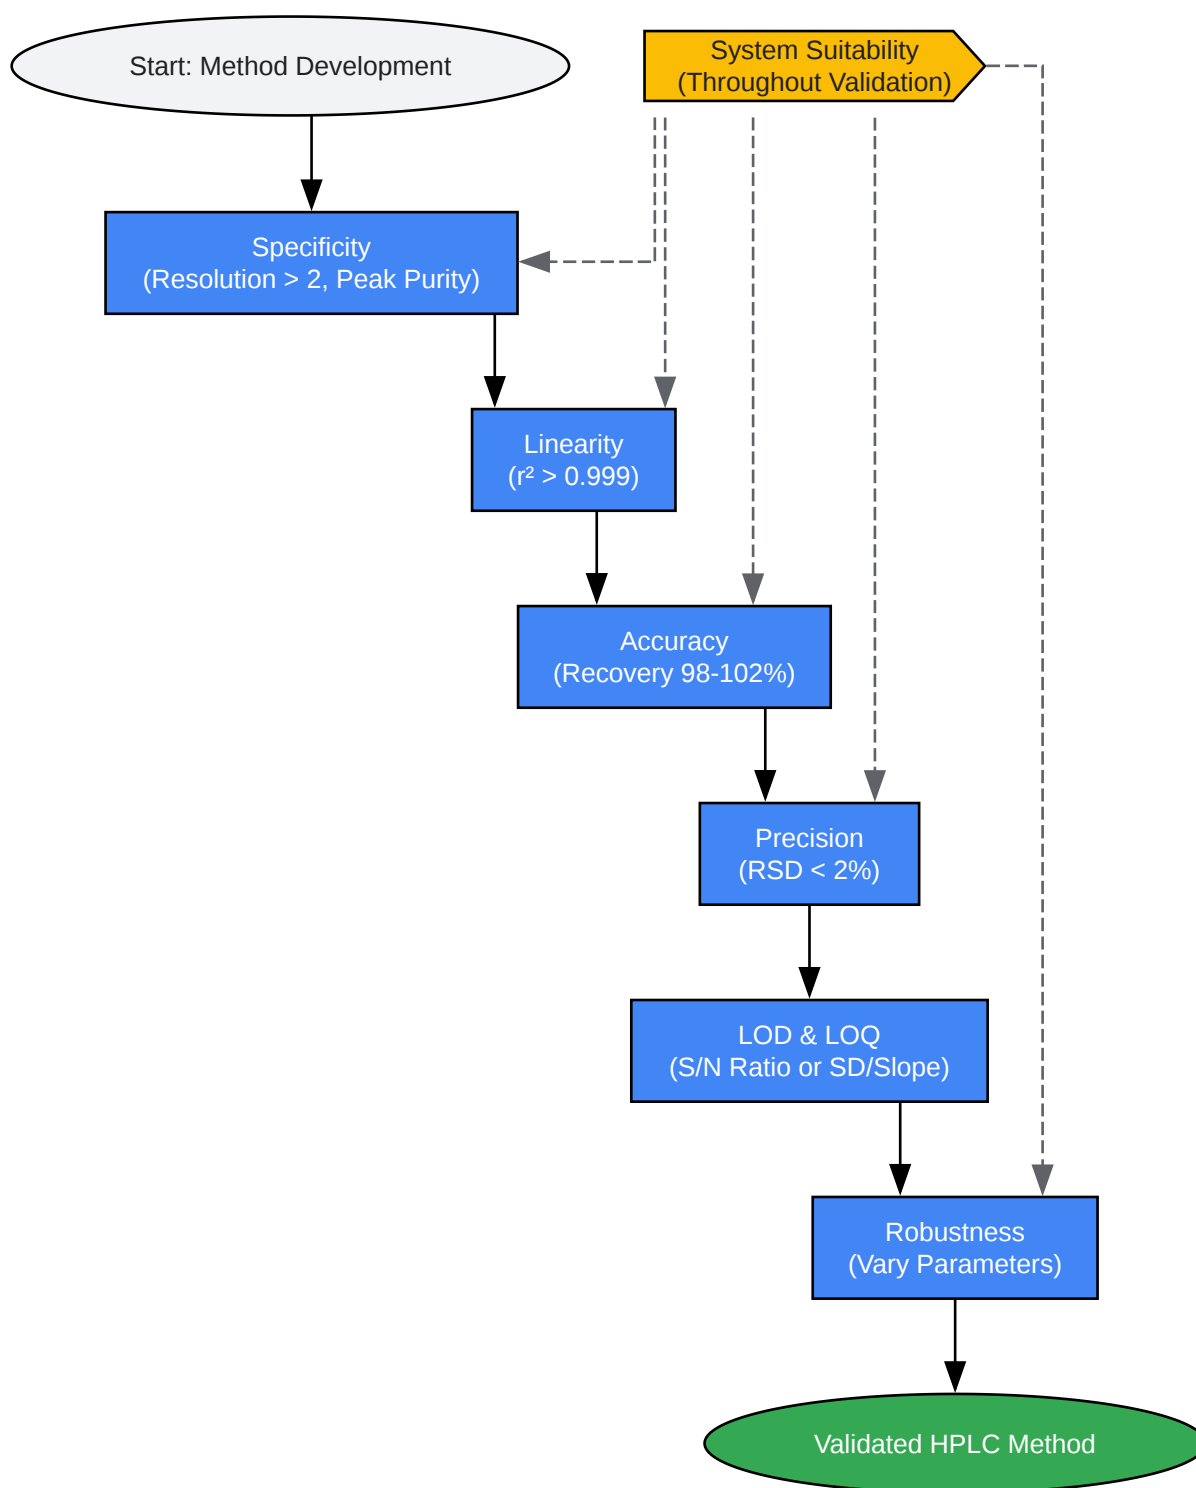 Start: Method Development
System Suitability
(Throughout Validation)
Specificity
(Resolution > 2, Peak Purity)
Linearity
(r² > 0.999)
Accuracy
(Recovery 98-102%)
Precision
(RSD < 2%)
LOD & LOQ
(S/N Ratio or SD/Slope)
Robustness
(Vary Parameters)
Validated HPLC Method